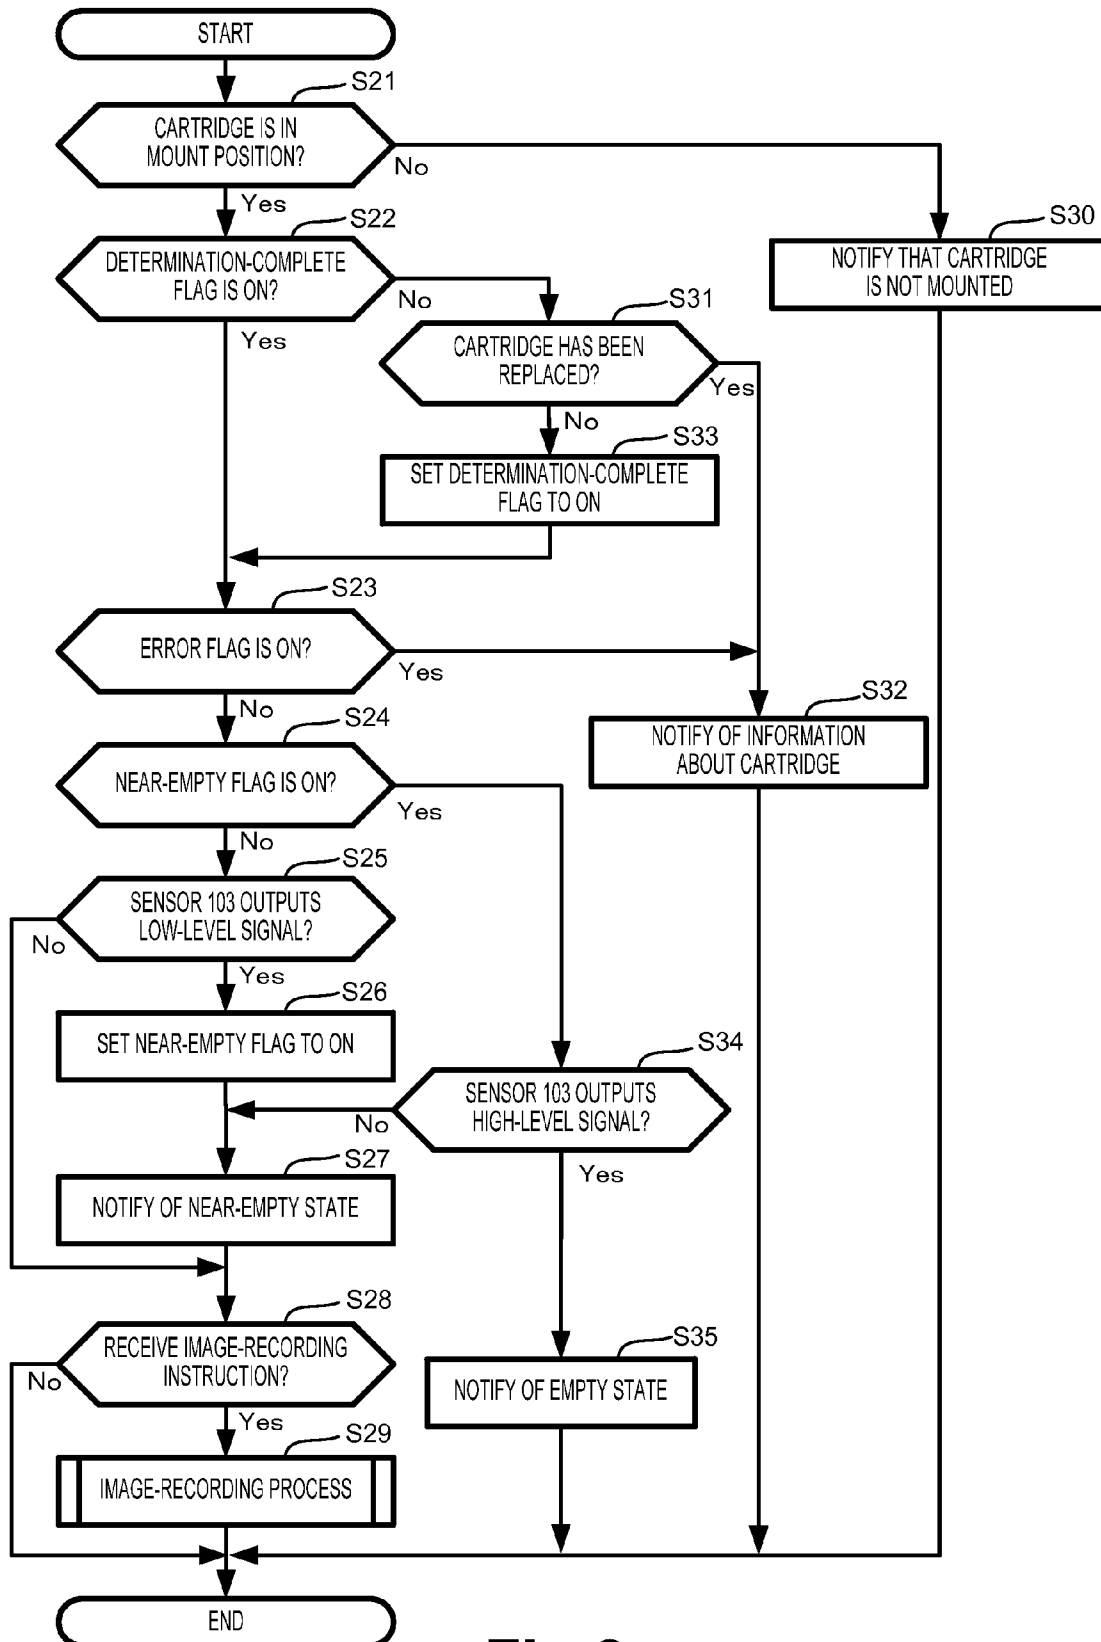 START
S21
CARTRIDGE IS IN
MOUNT POSITION?
No
Yes
S22
S30
NOTIFY THAT CARTRIDGE
IS NOT MOUNTED
DETERMINATION-COMPLETE
FLAG IS ON?
No
Yes
S31
CARTRIDGE HAS BEEN
REPLACED?
Yes
No
S33
SET DETERMINATION-COMPLETE
FLAG TO ON
S23
ERROR FLAG IS ON?
Yes
No
S32
NOTIFY OF INFORMATION
ABOUT CARTRIDGE
S24
NEAR-EMPTY FLAG IS ON?
Yes
No
S25
SENSOR 103 OUTPUTS
LOW-LEVEL SIGNAL?
No
Yes
S26
SET NEAR-EMPTY FLAG TO ON
S34
SENSOR 103 OUTPUTS
HIGH-LEVEL SIGNAL?
No
Yes
S27
NOTIFY OF NEAR-EMPTY STATE
S28
RECEIVE IMAGE-RECORDING
INSTRUCTION?
No
Yes
S35
NOTIFY OF EMPTY STATE
S29
IMAGE-RECORDING PROCESS
END